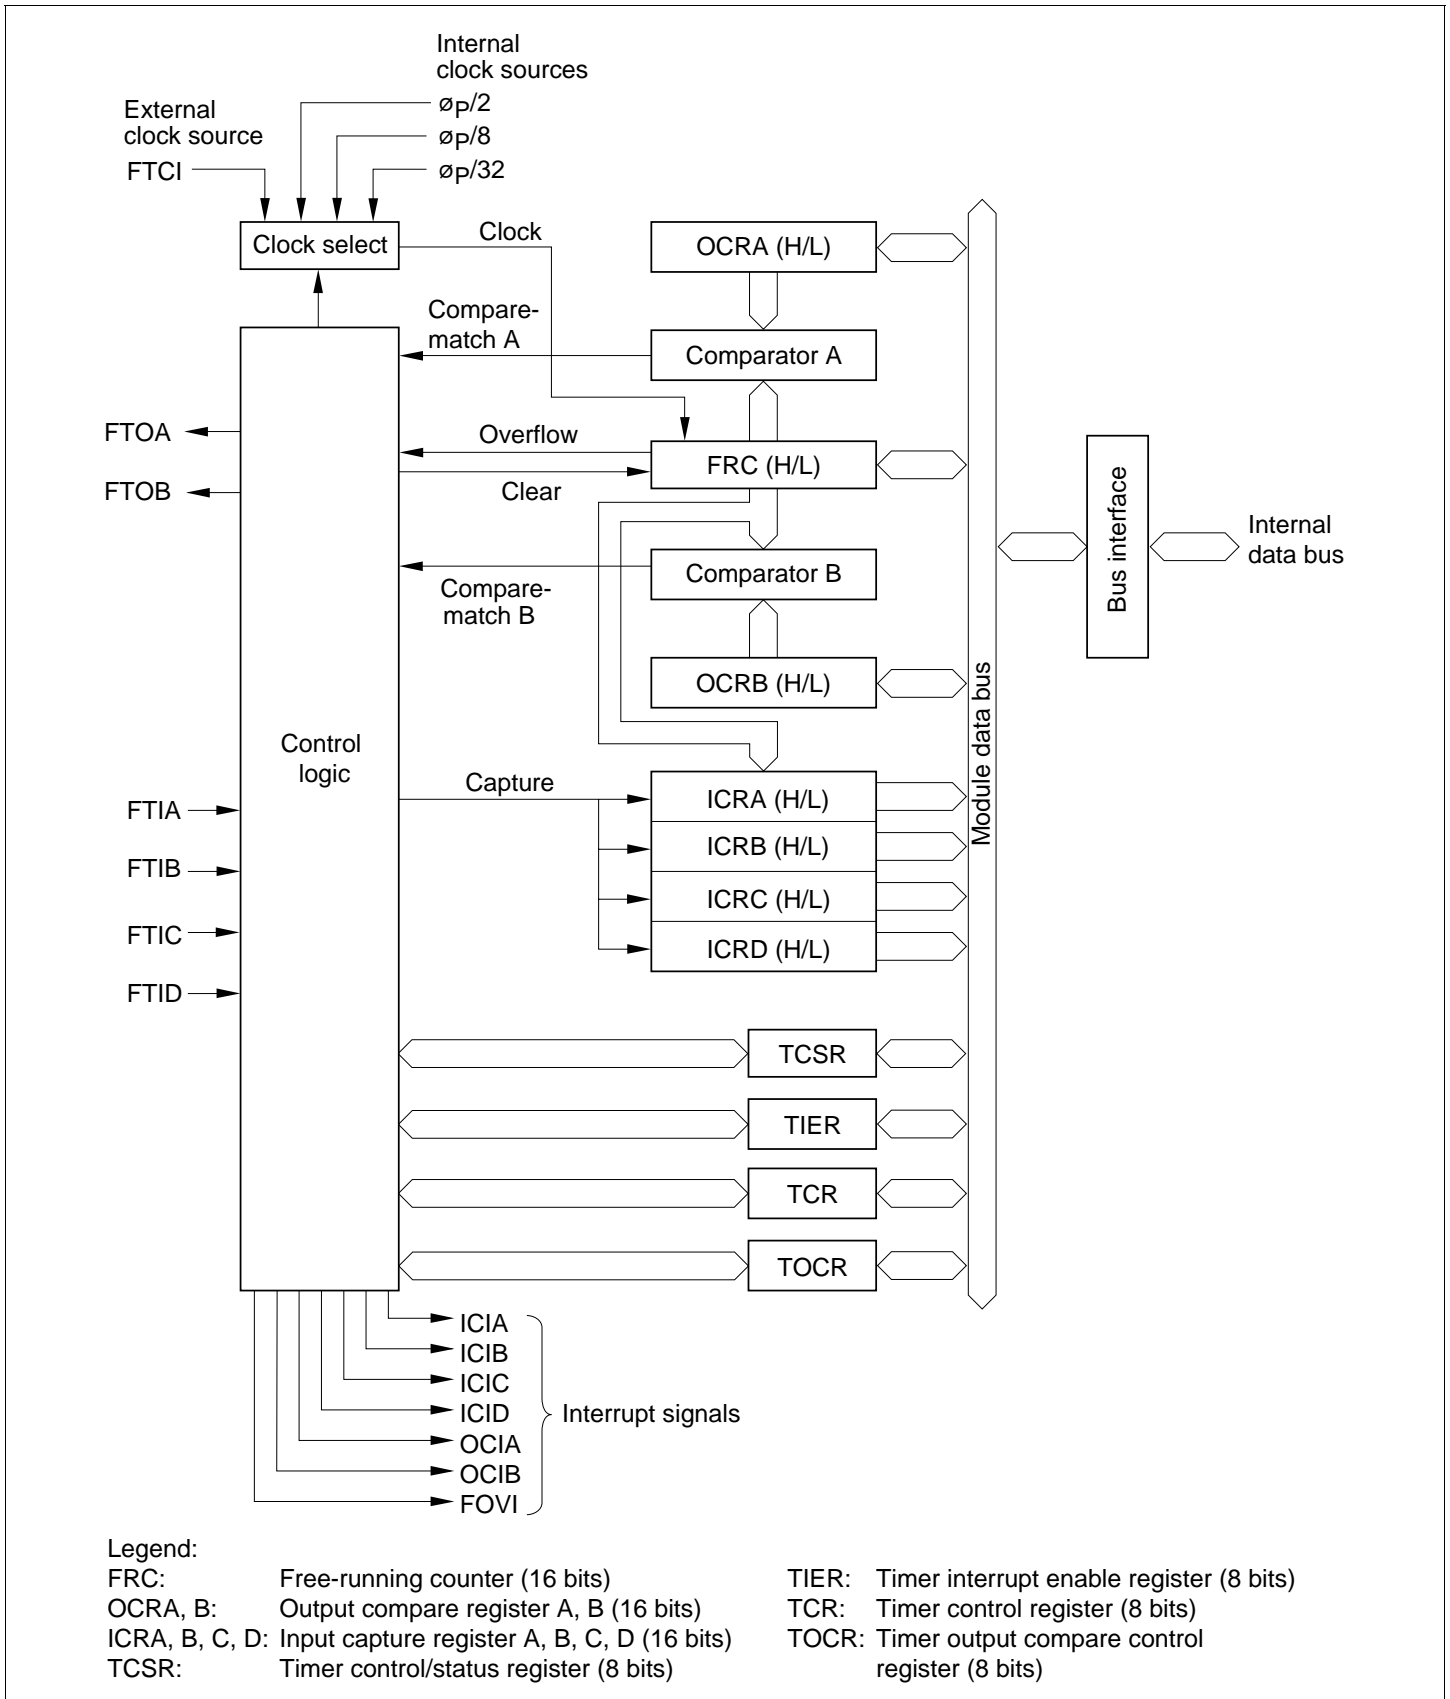 Internal
clock sources
External
clock source
øP/2
øP/8
FTCI
øP/32
Clock select
Clock
OCRA (H/L)
Compare-
match A
Comparator A
FTOA
Overflow
FRC (H/L)
FTOB
Clear
Bus interface
Internal
data bus
Comparator B
Compare-
match B
OCRB (H/L)
Module data bus
Control
logic
Capture
FTIA
ICRA (H/L)
FTIB
ICRB (H/L)
FTIC
ICRC (H/L)
FTID
ICRD (H/L)
TCSR
TIER
TCR
TOCR
ICIA
ICIB
ICIC
ICID
Interrupt signals
OCIA
OCIB
FOVI
Legend:
FRC: Free-running counter (16 bits)
OCRA, B: Output compare register A, B (16 bits)
ICRA, B, C, D: Input capture register A, B, C, D (16 bits)
TCSR: Timer control/status register (8 bits)
TIER: Timer interrupt enable register (8 bits)
TCR: Timer control register (8 bits)
TOCR: Timer output compare control
register (8 bits)